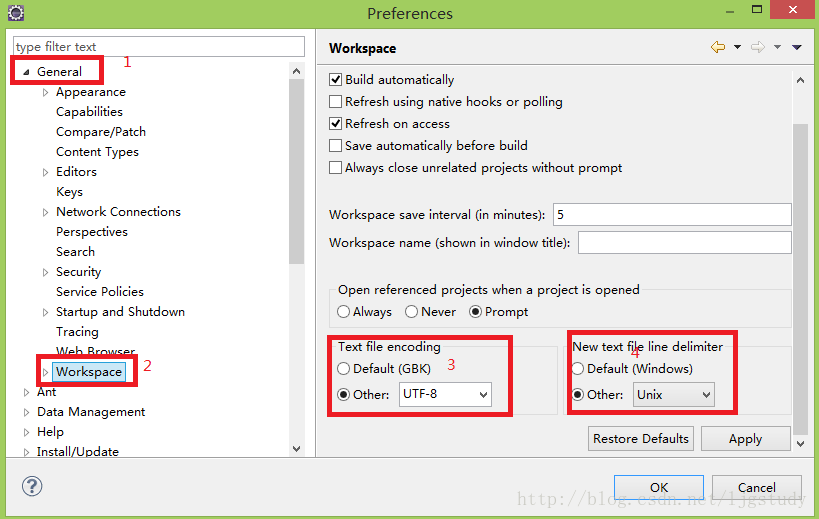 Preferences
type filter text
General
1
Appearance
Capabilities
Compare/Patch
Content Types
Editors
Keys
Network Connections
Perspectives
Search
Security
Service Policies
Startup and Shutdown
Tracing
Web Browser
Workspace
2
Ant
Data Management
Help
Install/Update
Workspace
Build automatically
Refresh using native hooks or polling
Refresh on access
Save automatically before build
Always close unrelated projects without prompt
Workspace save interval (in minutes): 5
Workspace name (shown in window title):
Open referenced projects when a project is opened
Always Never Prompt
Text file encoding
3
Default (GBK)
Other: UTF-8
New text file line delimiter
4
Default (Windows)
Other: Unix
Restore Defaults Apply
?
OK Cancel
http://blog.csdn.net/ljgstudy